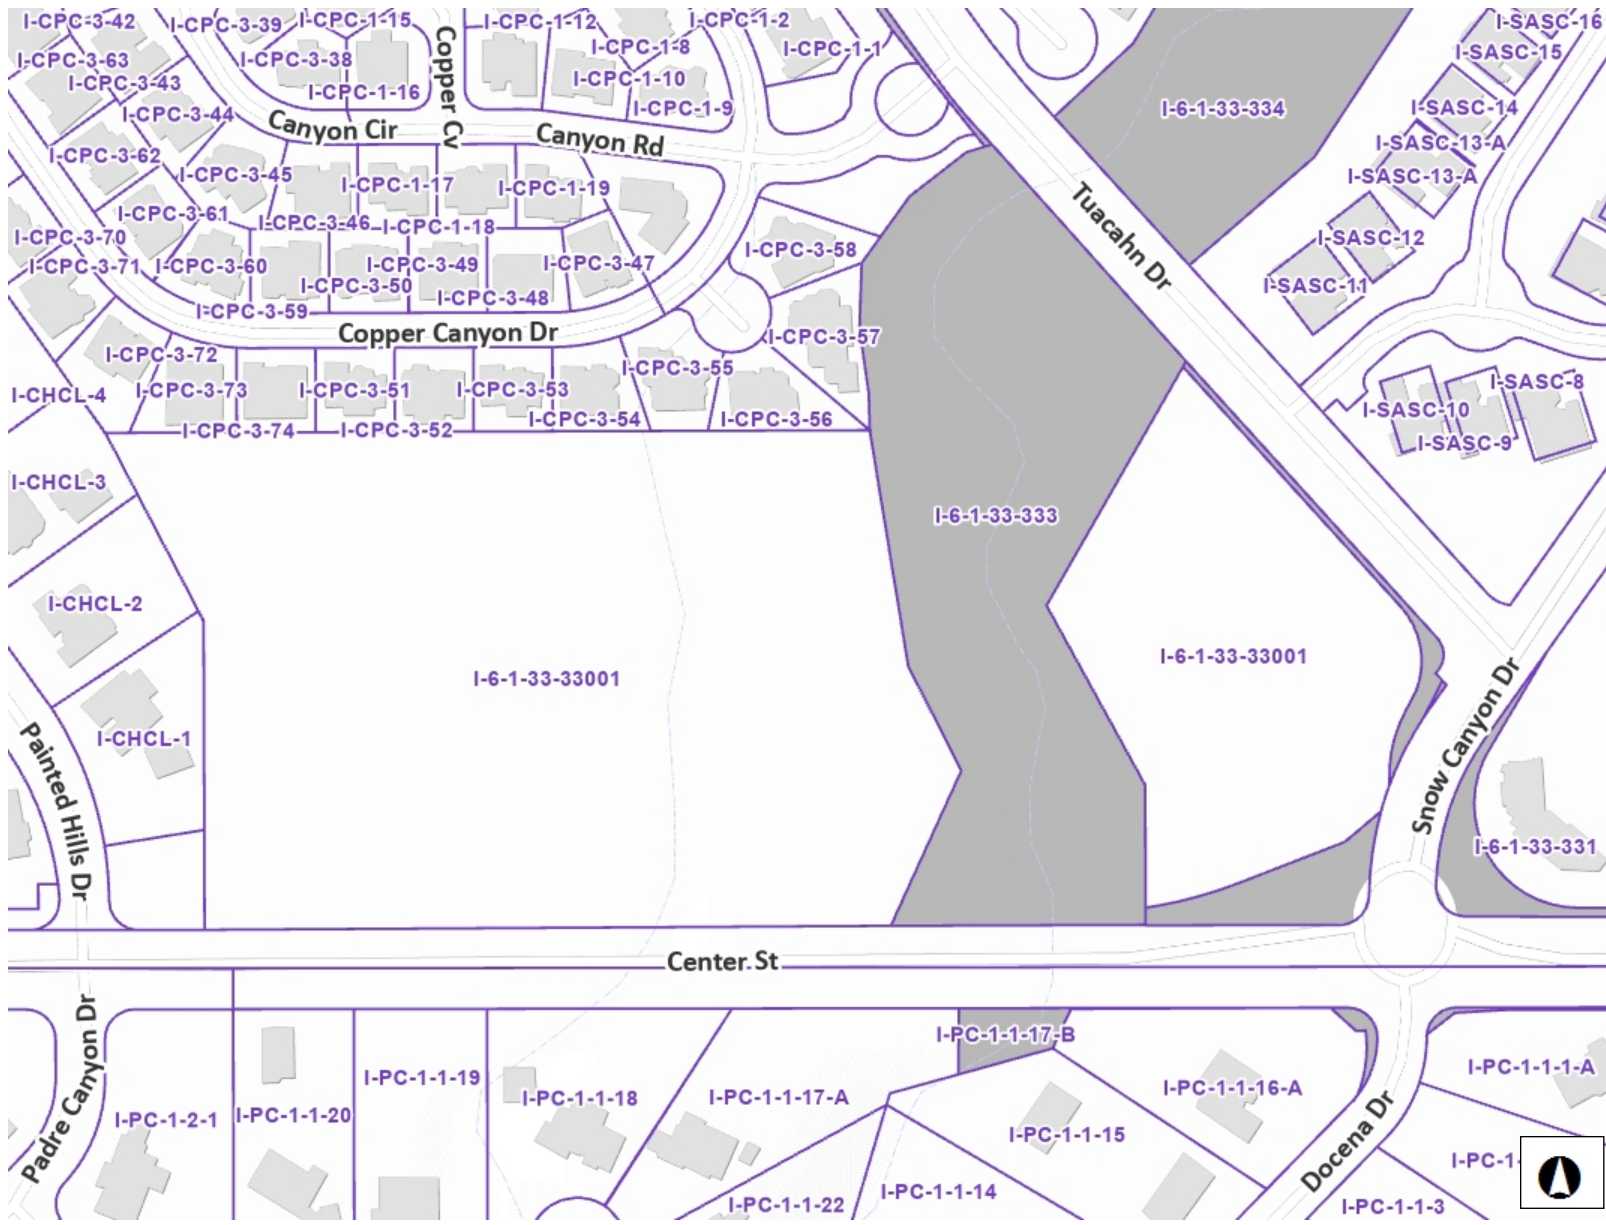 I-CPC-3-42
I-CPC-3-39
I-CPC-1-15
I-CPC-1-12
I-CPC-1-2
I-SASC-16
I-CPC-3-63
I-CPC-3-38
I-CPC-1-8
I-CPC-1-1
I-SASC-15
I-CPC-3-43
I-CPC-1-16
Copper Cv
I-CPC-1-10
I-CPC-1-9
I-6-1-33-334
I-SASC-14
I-CPC-3-44
Canyon Cir
Canyon Rd
I-SASC-13-A
I-CPC-3-62
I-CPC-3-45
I-CPC-1-17
I-CPC-1-19
I-SASC-13-A
I-CPC-3-61
I-CPC-3-46
I-CPC-1-18
Tuacahn Dr
I-CPC-3-70
I-CPC-3-58
I-SASC-12
I-CPC-3-71
I-CPC-3-60
I-CPC-3-49
I-CPC-3-47
I-CPC-3-50
I-CPC-3-48
I-SASC-11
I-CPC-3-59
Copper Canyon Dr
I-CPC-3-57
I-CPC-3-72
I-CPC-3-55
I-CHCL-4
I-CPC-3-73
I-CPC-3-51
I-CPC-3-53
I-SASC-8
I-SASC-10
I-CPC-3-54
I-CPC-3-56
I-CPC-3-74
I-CPC-3-52
I-SASC-9
I-CHCL-3
I-6-1-33-333
I-CHCL-2
I-6-1-33-33001
I-6-1-33-33001
Snow Canyon Dr
I-CHCL-1
Painted Hills Dr
I-6-1-33-331
Center St
Padre Canyon Dr
I-PC-1-1-17-B
I-PC-1-1-1-A
I-PC-1-1-19
I-PC-1-1-18
I-PC-1-1-17-A
I-PC-1-1-16-A
I-PC-1-2-1
I-PC-1-1-20
I-PC-1-1-15
Docena Dr
I-PC-1-
I-PC-1-1-14
I-PC-1-1-22
I-PC-1-1-3